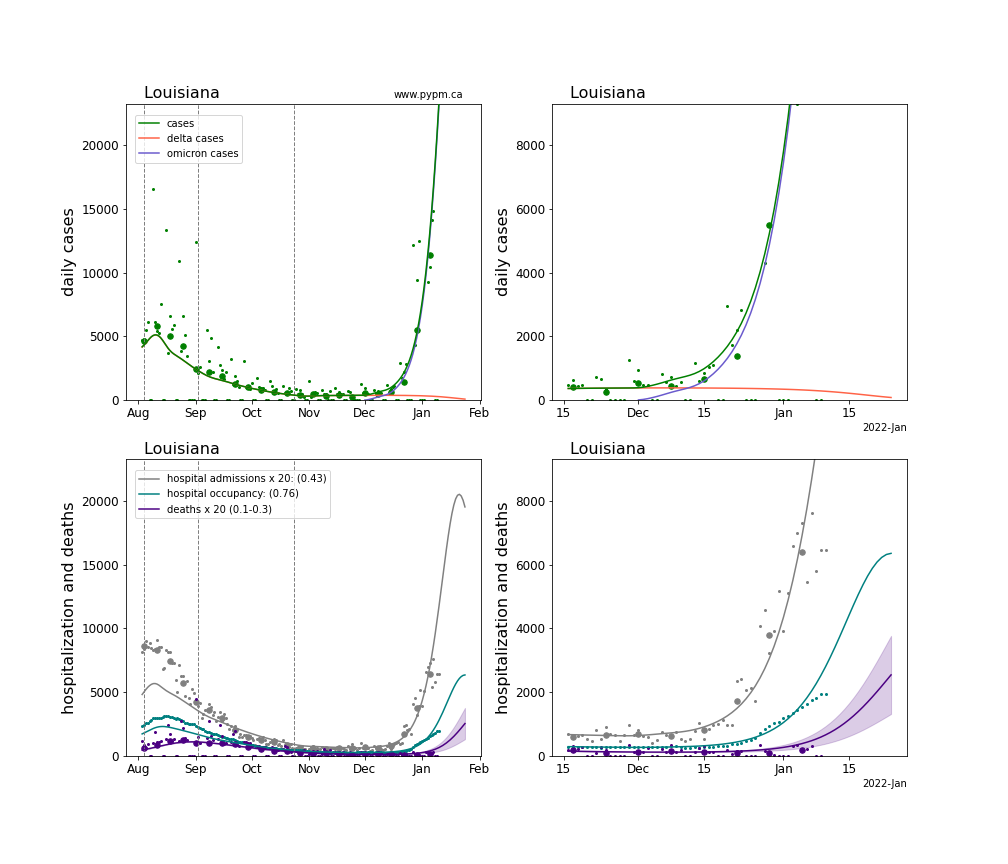 Louisiana
www.pypm.ca
daily cases
20000
15000
10000
5000
0
cases
delta cases
omicron cases
Aug Sep Oct Nov Dec Jan Feb
Louisiana
daily cases
8000
6000
4000
2000
0
15 Dec 15 Jan 15
2022-Jan
Louisiana
hospitalization and deaths
20000
15000
10000
5000
0
hospital admissions x 20: (0.43)
hospital occupancy: (0.76)
deaths x 20 (0.1-0.3)
Aug Sep Oct Nov Dec Jan Feb
Louisiana
hospitalization and deaths
8000
6000
4000
2000
0
15 Dec 15 Jan 15
2022-Jan